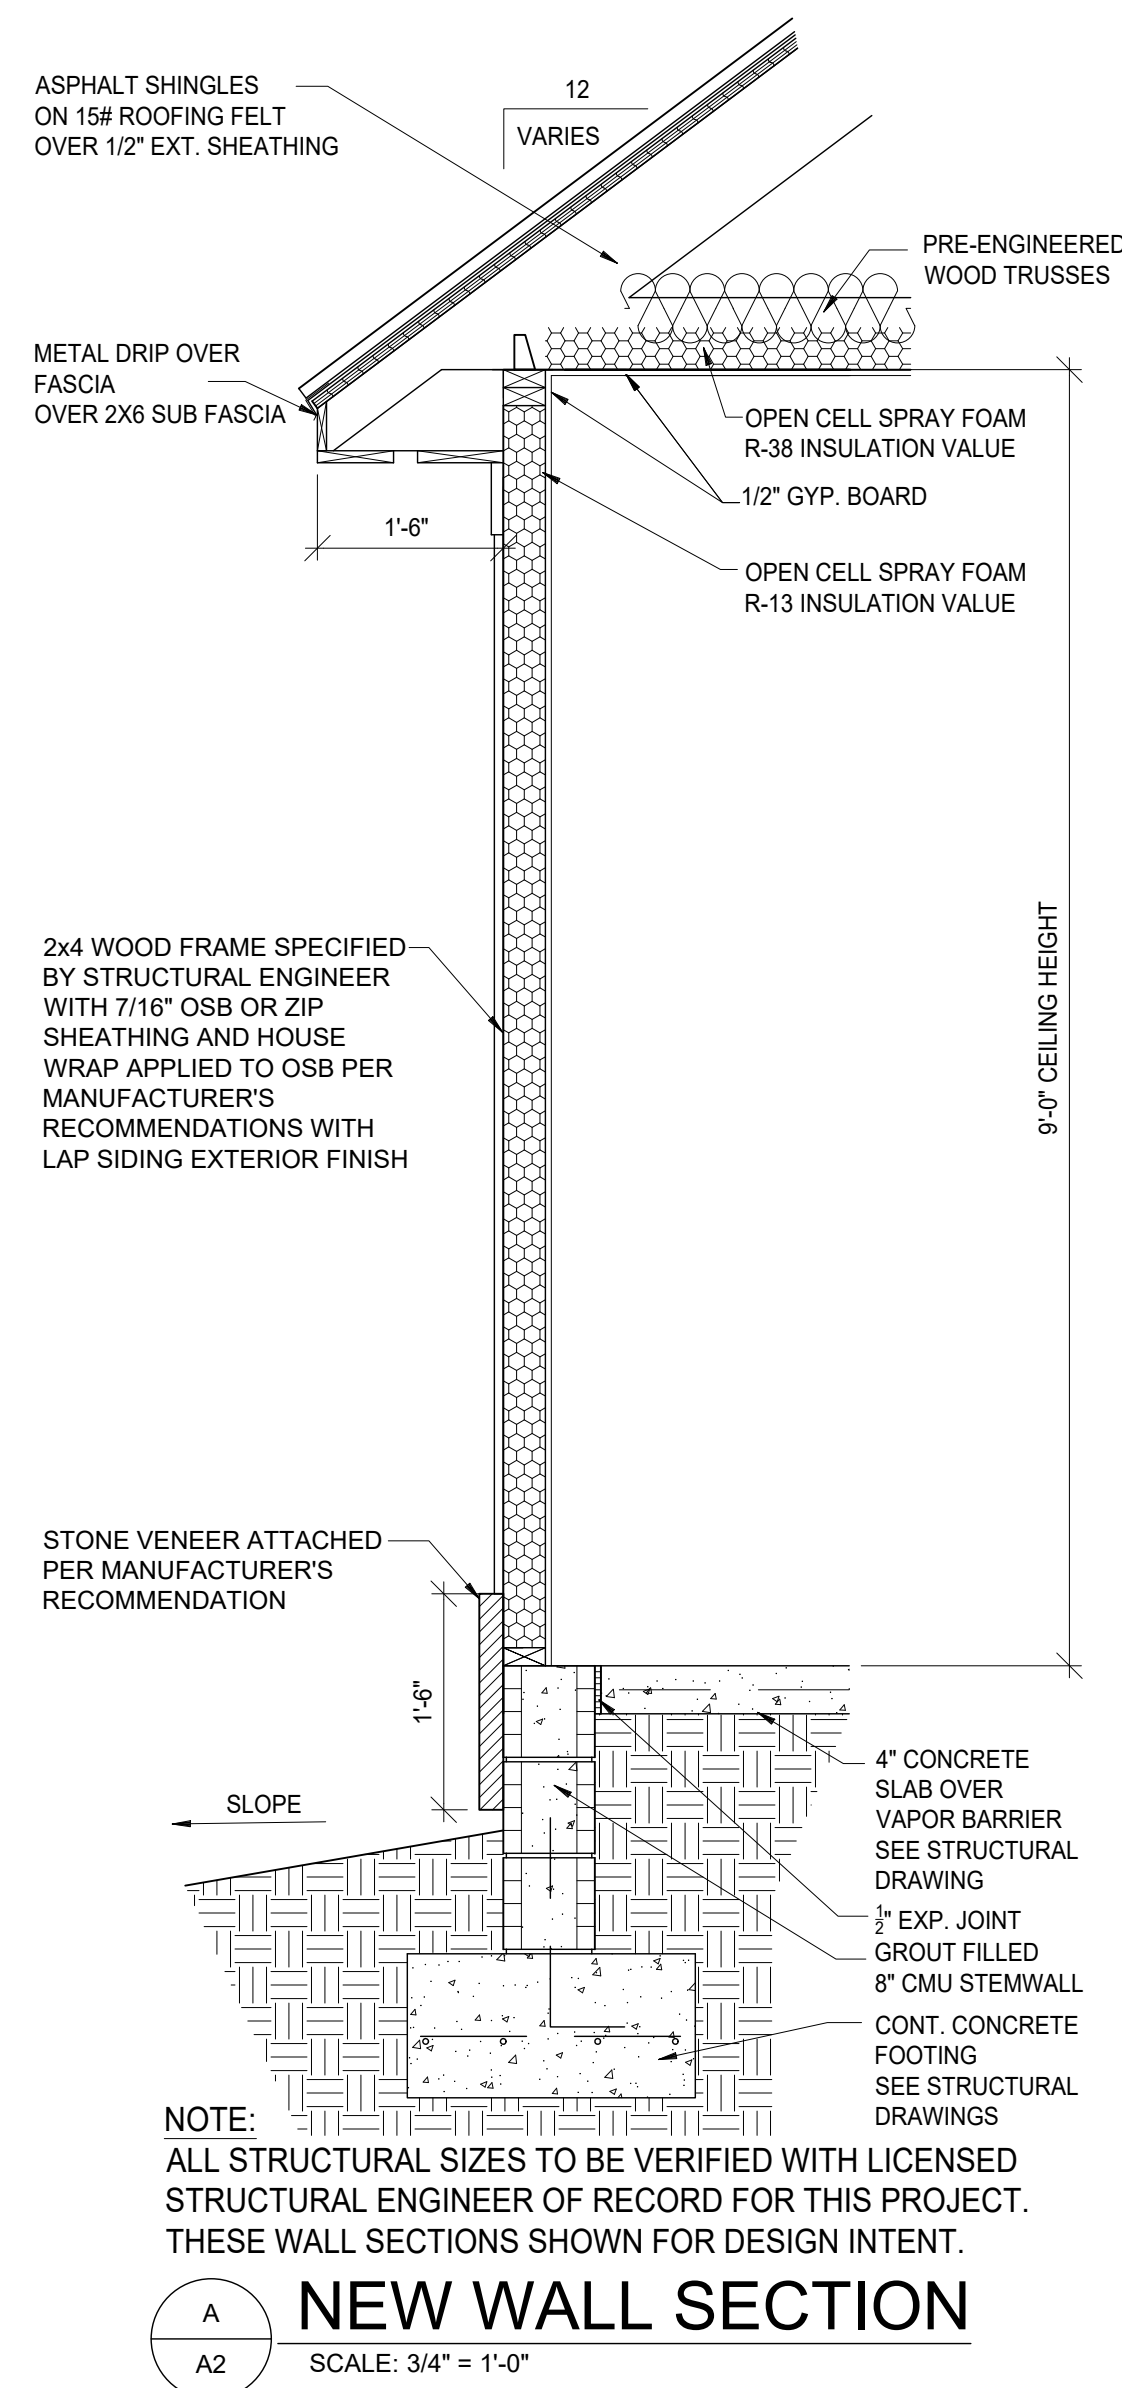 ASPHALT SHINGLES
ON 15# ROOFING FELT
OVER 1/2" EXT. SHEATHING
12
VARIES
PRE-ENGINEERED
WOOD TRUSSES
METAL DRIP OVER
FASCIA
OVER 2X6 SUB FASCIA
OPEN CELL SPRAY FOAM
R-38 INSULATION VALUE
1/2" GYP. BOARD
1'-6"
OPEN CELL SPRAY FOAM
R-13 INSULATION VALUE
2x4 WOOD FRAME SPECIFIED
BY STRUCTURAL ENGINEER
WITH 7/16" OSB OR ZIP
SHEATHING AND HOUSE
WRAP APPLIED TO OSB PER
MANUFACTURER'S
RECOMMENDATIONS WITH
LAP SIDING EXTERIOR FINISH
9'-0" CEILING HEIGHT
STONE VENEER ATTACHED
PER MANUFACTURER'S
RECOMMENDATION
1'-6"
SLOPE
4" CONCRETE
SLAB OVER
VAPOR BARRIER
SEE STRUCTURAL
DRAWING
1/2" EXP. JOINT
GROUT FILLED
8" CMU STEMWALL
CONT. CONCRETE
FOOTING
SEE STRUCTURAL
DRAWINGS
NOTE:
ALL STRUCTURAL SIZES TO BE VERIFIED WITH LICENSED
STRUCTURAL ENGINEER OF RECORD FOR THIS PROJECT.
THESE WALL SECTIONS SHOWN FOR DESIGN INTENT.
A
A2
NEW WALL SECTION
SCALE: 3/4" = 1'-0"